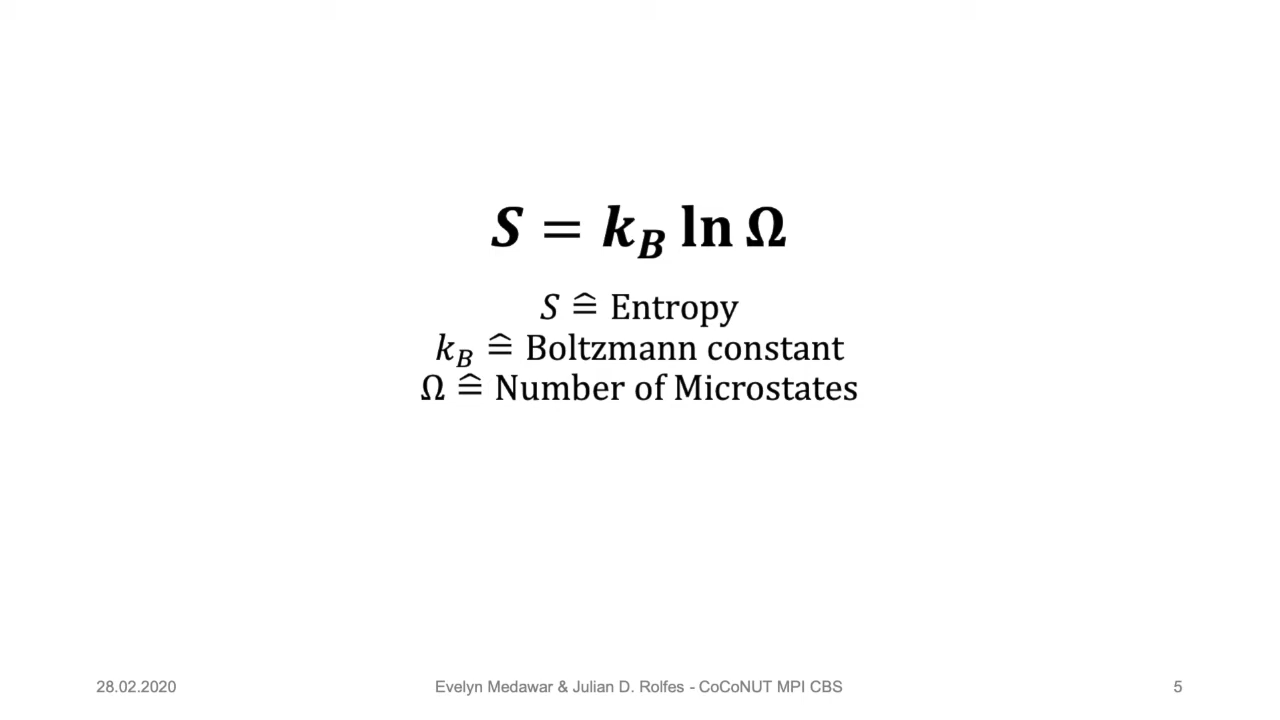 S = k_B ln Ω
S ≙ Entropy
k_B ≙ Boltzmann constant
Ω ≙ Number of Microstates
28.02.2020
Evelyn Medawar & Julian D. Rolfes - CoCoNUT MPI CBS
5